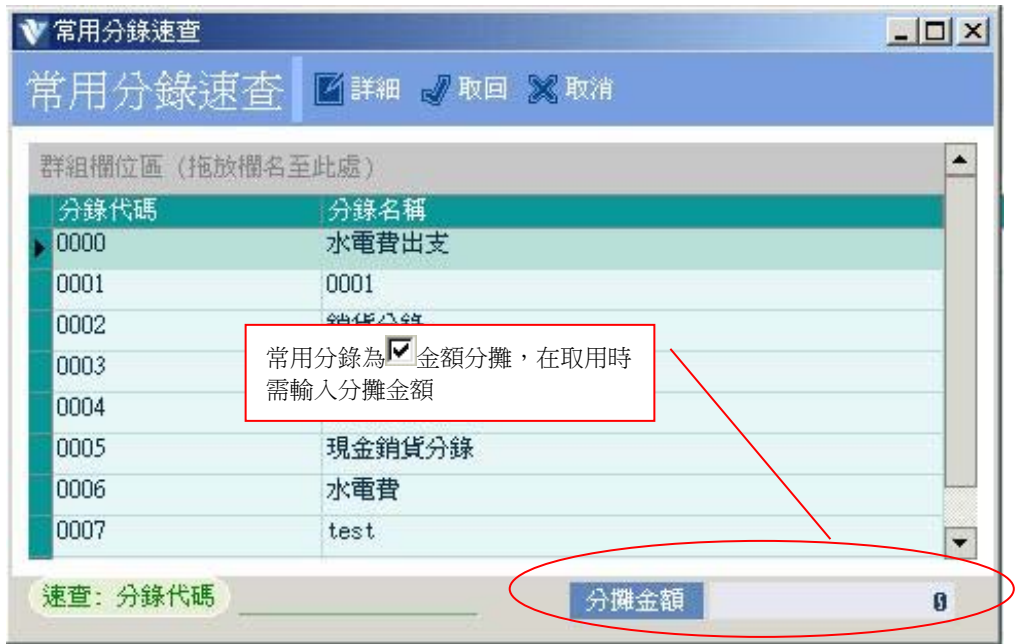 常用分錄速查
常用分錄速查 詳細 取回 取消
群組欄位區 (拖放欄名至此處)
分錄代碼 分錄名稱
0000 水電費出支
0001 0001
0002 銷貨分錄
0003
0004
常用分錄為金額分攤，在取用時
需輸入分攤金額
0005 現金銷貨分錄
0006 水電費
0007 test
速查: 分錄代碼 分攤金額 0